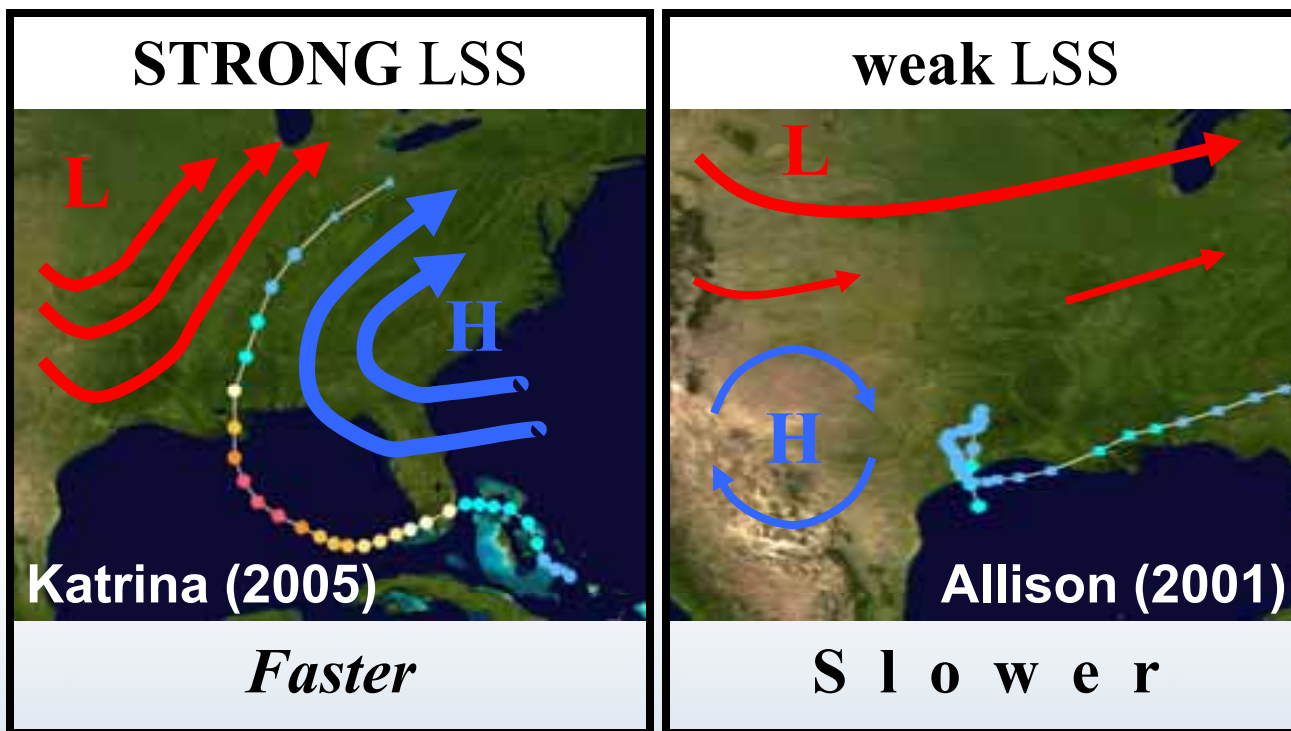 STRONG LSS
L
H
Katrina (2005)
Faster
weak LSS
L
H
Allison (2001)
S l o w e r